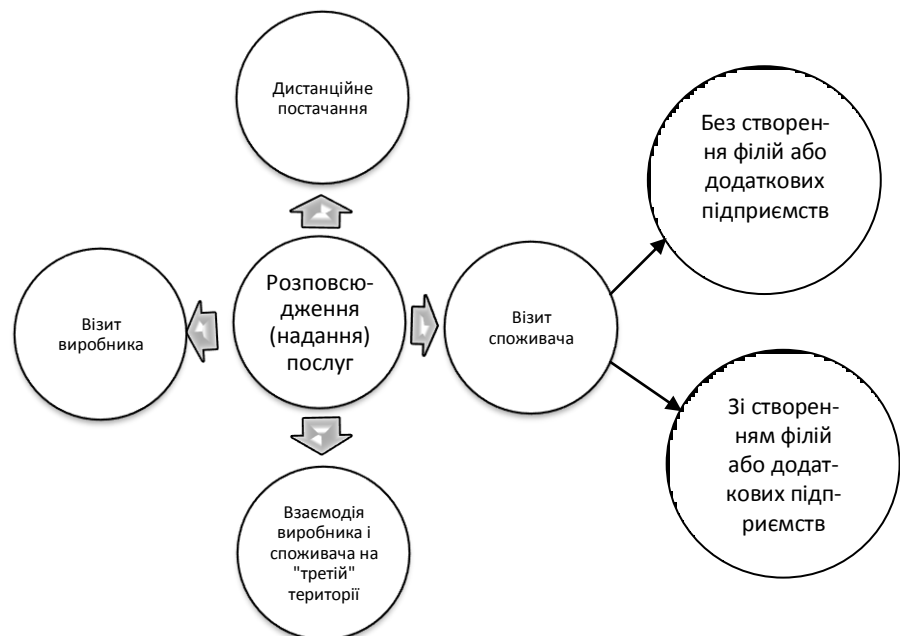 Дистанційне
постачання
Без створен-
ня філій або
додаткових
підприємств
Візит
виробника
Розповсю-
дження
(надання)
послуг
Візит
споживача
Зі створен-
ням філій
або додат-
кових підп-
риємств
Взаємодія
виробника і
споживача на
"третій"
території